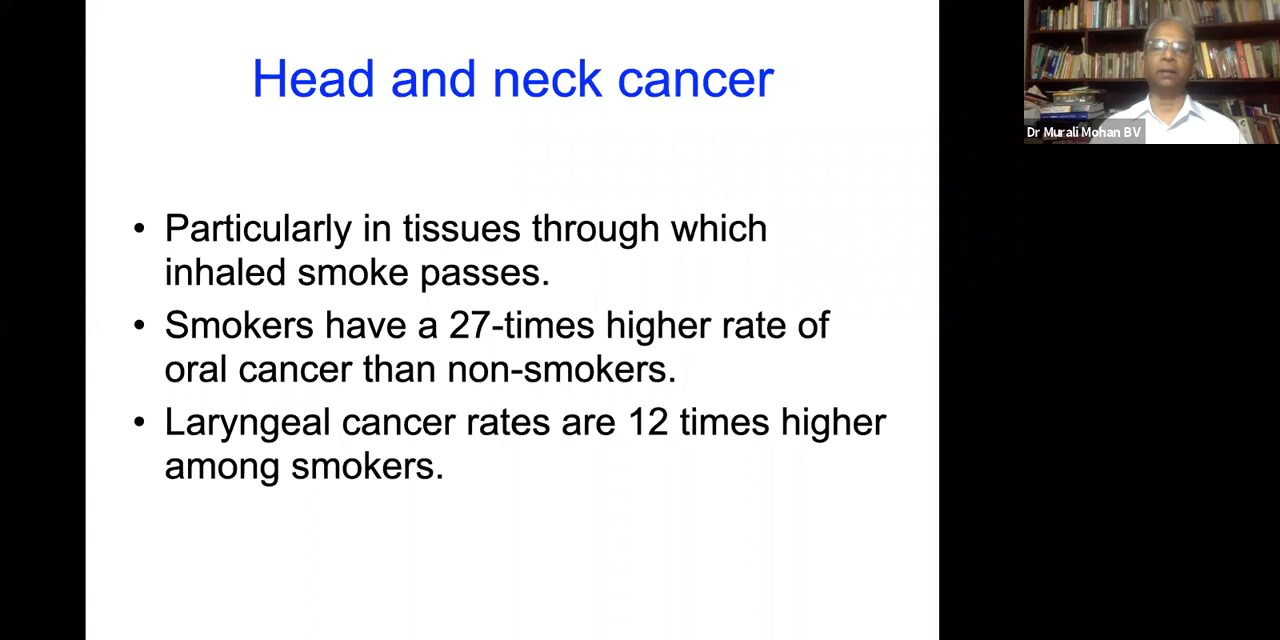 Head and neck cancer
• Particularly in tissues through which
inhaled smoke passes.
• Smokers have a 27-times higher rate of
oral cancer than non-smokers.
• Laryngeal cancer rates are 12 times higher
among smokers.
Dr Murali Mohan BV